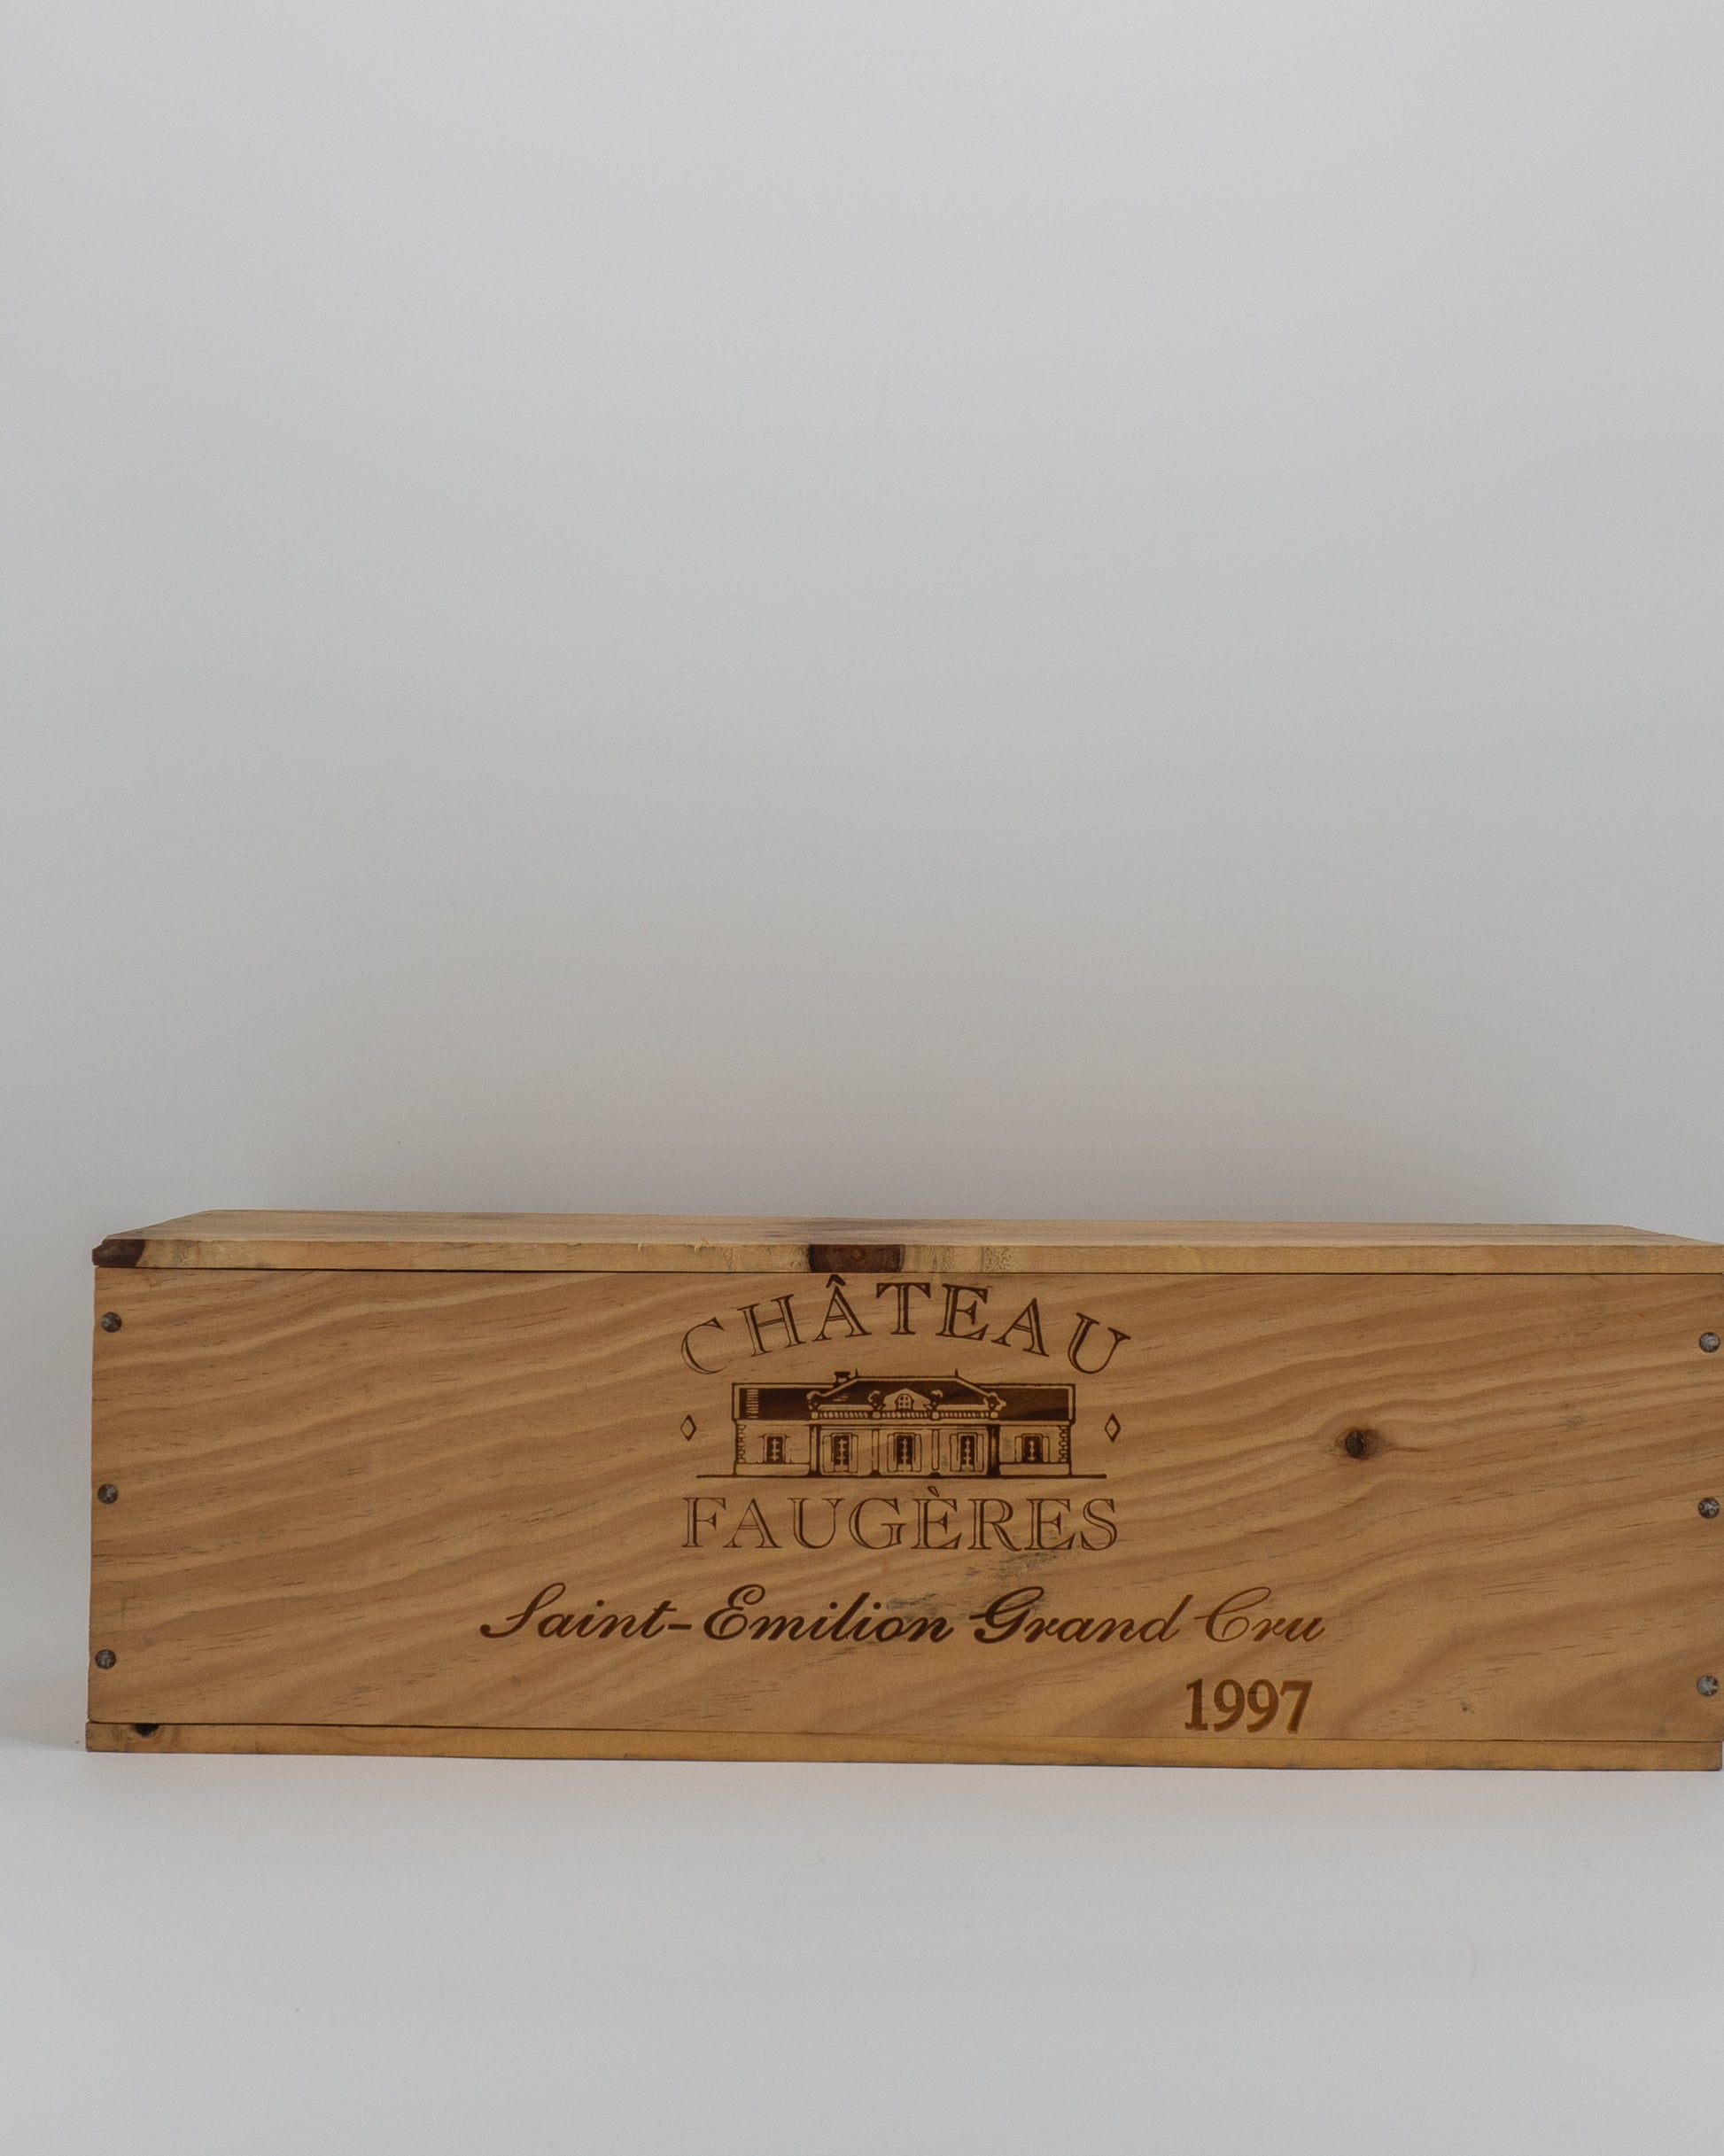 CHÂTEAU
FAUGÈRES
Saint-Emilion Grand Cru
1997